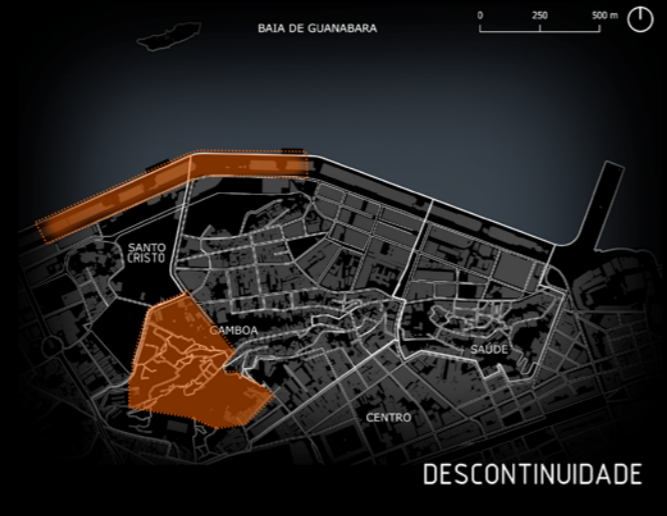 0 250 500 m
BAIA DE GUANABARA
SANTO
CRISTO
GAMBOA
SAÚDE
CENTRO
DESCONTINUIDADE